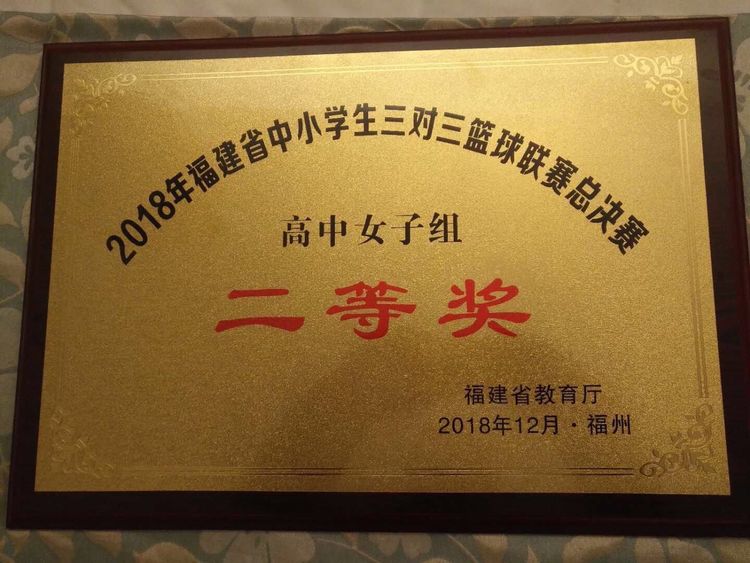 2018年福建省中小学生三对三篮球联赛总决赛
高中女子组
二等奖
福建省教育厅
2018年12月·福州